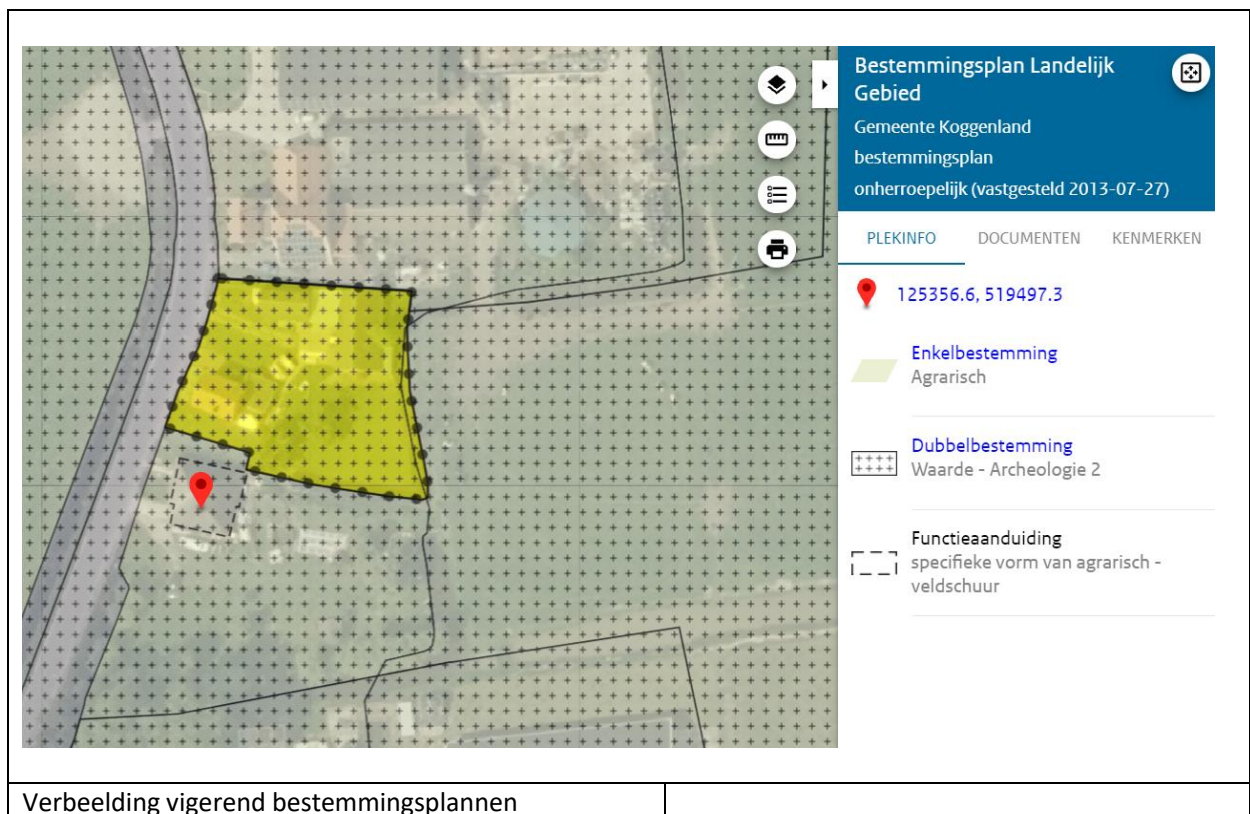 Bestemmingsplan Landelijk
Gebied
Gemeente Koggenland
bestemmingsplan
onherroepelijk (vastgesteld 2013-07-27)
PLEKINFO DOCUMENTEN KENMERKEN
125356.6, 519497.3
Enkelbestemming
Agrarisch
Dubbelbestemming
Waarde - Archeologie 2
Functieaanduiding
specifieke vorm van agrarisch -
veldschuur
Verbeelding vigerend bestemmingsplannen